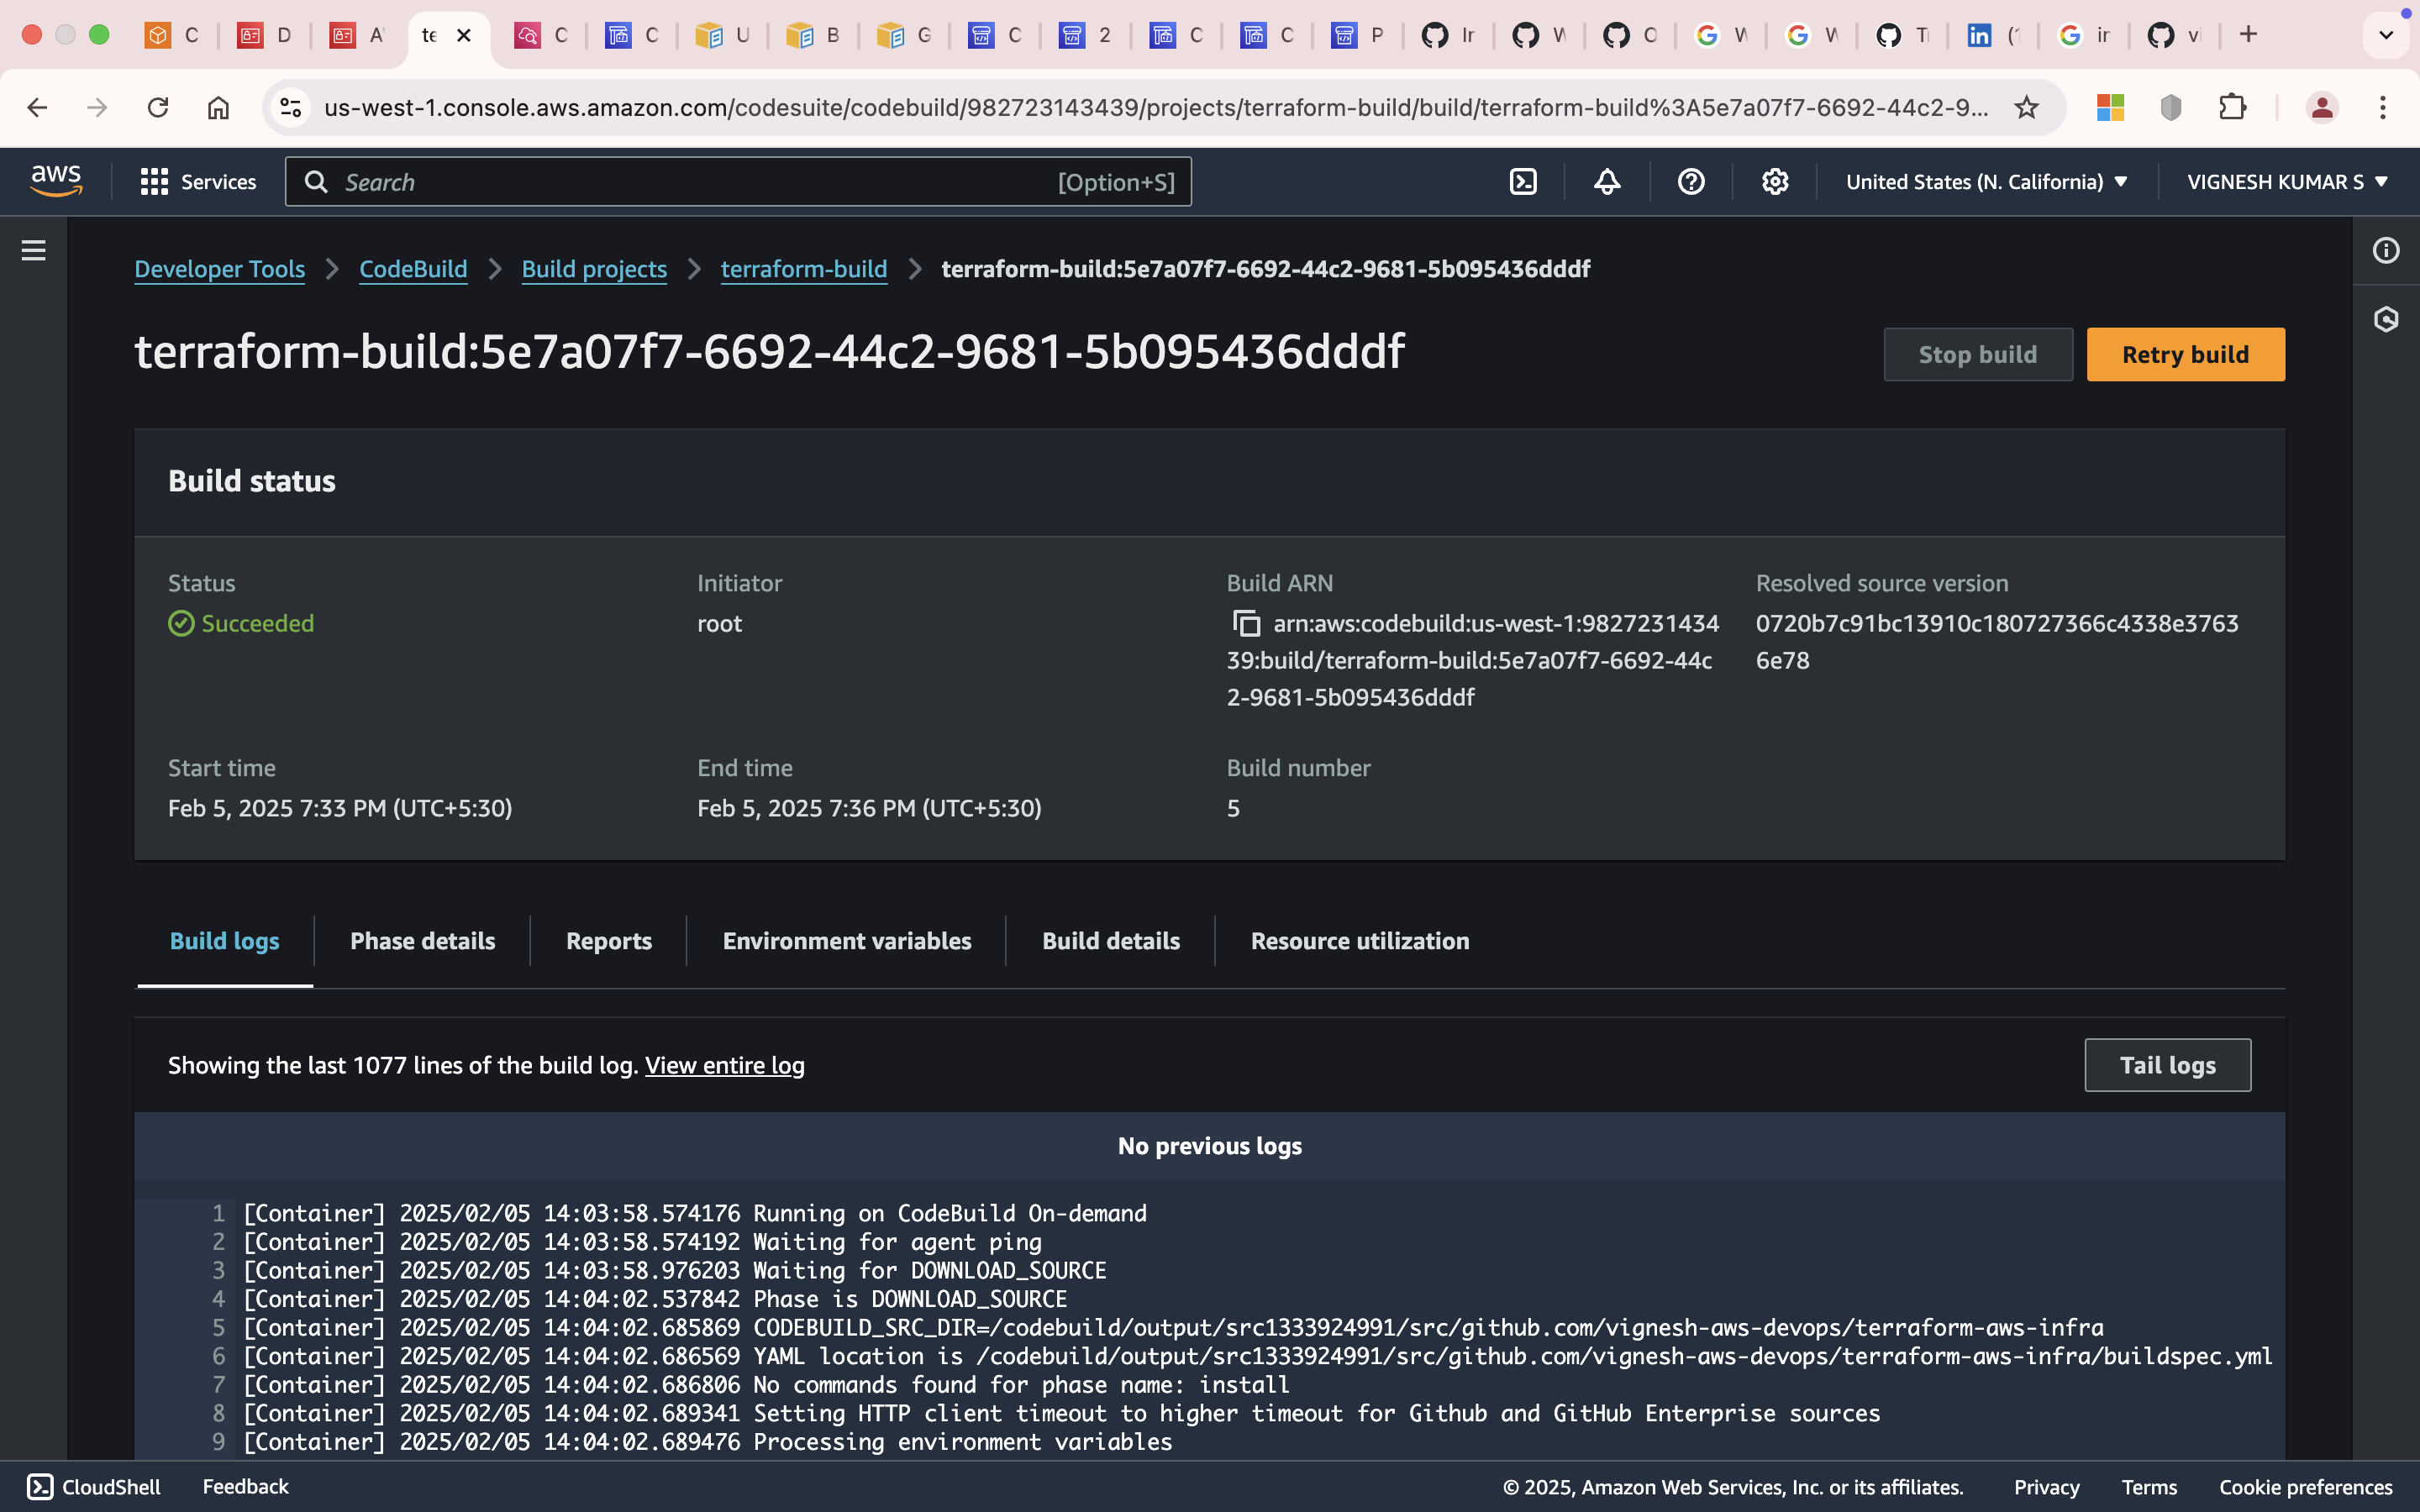 C
D
A
te
C
C
U
B
G
C
2
C
C
P
Ir
W
O
W
W
T
(1
ir
vi
us-west-1.console.aws.amazon.com/codesuite/codebuild/982723143439/projects/terraform-build/build/terraform-build%3A5e7a07f7-6692-44c2-9...
aws
Services
Search
[Option+S]
United States (N. California)
VIGNESH KUMAR S
Developer Tools
CodeBuild
Build projects
terraform-build
terraform-build:5e7a07f7-6692-44c2-9681-5b095436dddf
terraform-build:5e7a07f7-6692-44c2-9681-5b095436dddf
Stop build
Retry build
Build status
Status
Succeeded
Initiator
root
Build ARN
arn:aws:codebuild:us-west-1:9827231434
39:build/terraform-build:5e7a07f7-6692-44c
2-9681-5b095436dddf
Resolved source version
0720b7c91bc13910c180727366c4338e3763
6e78
Start time
Feb 5, 2025 7:33 PM (UTC+5:30)
End time
Feb 5, 2025 7:36 PM (UTC+5:30)
Build number
5
Build logs
Phase details
Reports
Environment variables
Build details
Resource utilization
Showing the last 1077 lines of the build log. View entire log
Tail logs
No previous logs
1 [Container] 2025/02/05 14:03:58.574176 Running on CodeBuild On-demand
2 [Container] 2025/02/05 14:03:58.574192 Waiting for agent ping
3 [Container] 2025/02/05 14:03:58.976203 Waiting for DOWNLOAD_SOURCE
4 [Container] 2025/02/05 14:04:02.537842 Phase is DOWNLOAD_SOURCE
5 [Container] 2025/02/05 14:04:02.685869 CODEBUILD_SRC_DIR=/codebuild/output/src1333924991/src/github.com/vignesh-aws-devops/terraform-aws-infra
6 [Container] 2025/02/05 14:04:02.686569 YAML location is /codebuild/output/src1333924991/src/github.com/vignesh-aws-devops/terraform-aws-infra/buildspec.yml
7 [Container] 2025/02/05 14:04:02.686806 No commands found for phase name: install
8 [Container] 2025/02/05 14:04:02.689341 Setting HTTP client timeout to higher timeout for Github and GitHub Enterprise sources
9 [Container] 2025/02/05 14:04:02.689476 Processing environment variables
CloudShell
Feedback
© 2025, Amazon Web Services, Inc. or its affiliates.
Privacy
Terms
Cookie preferences